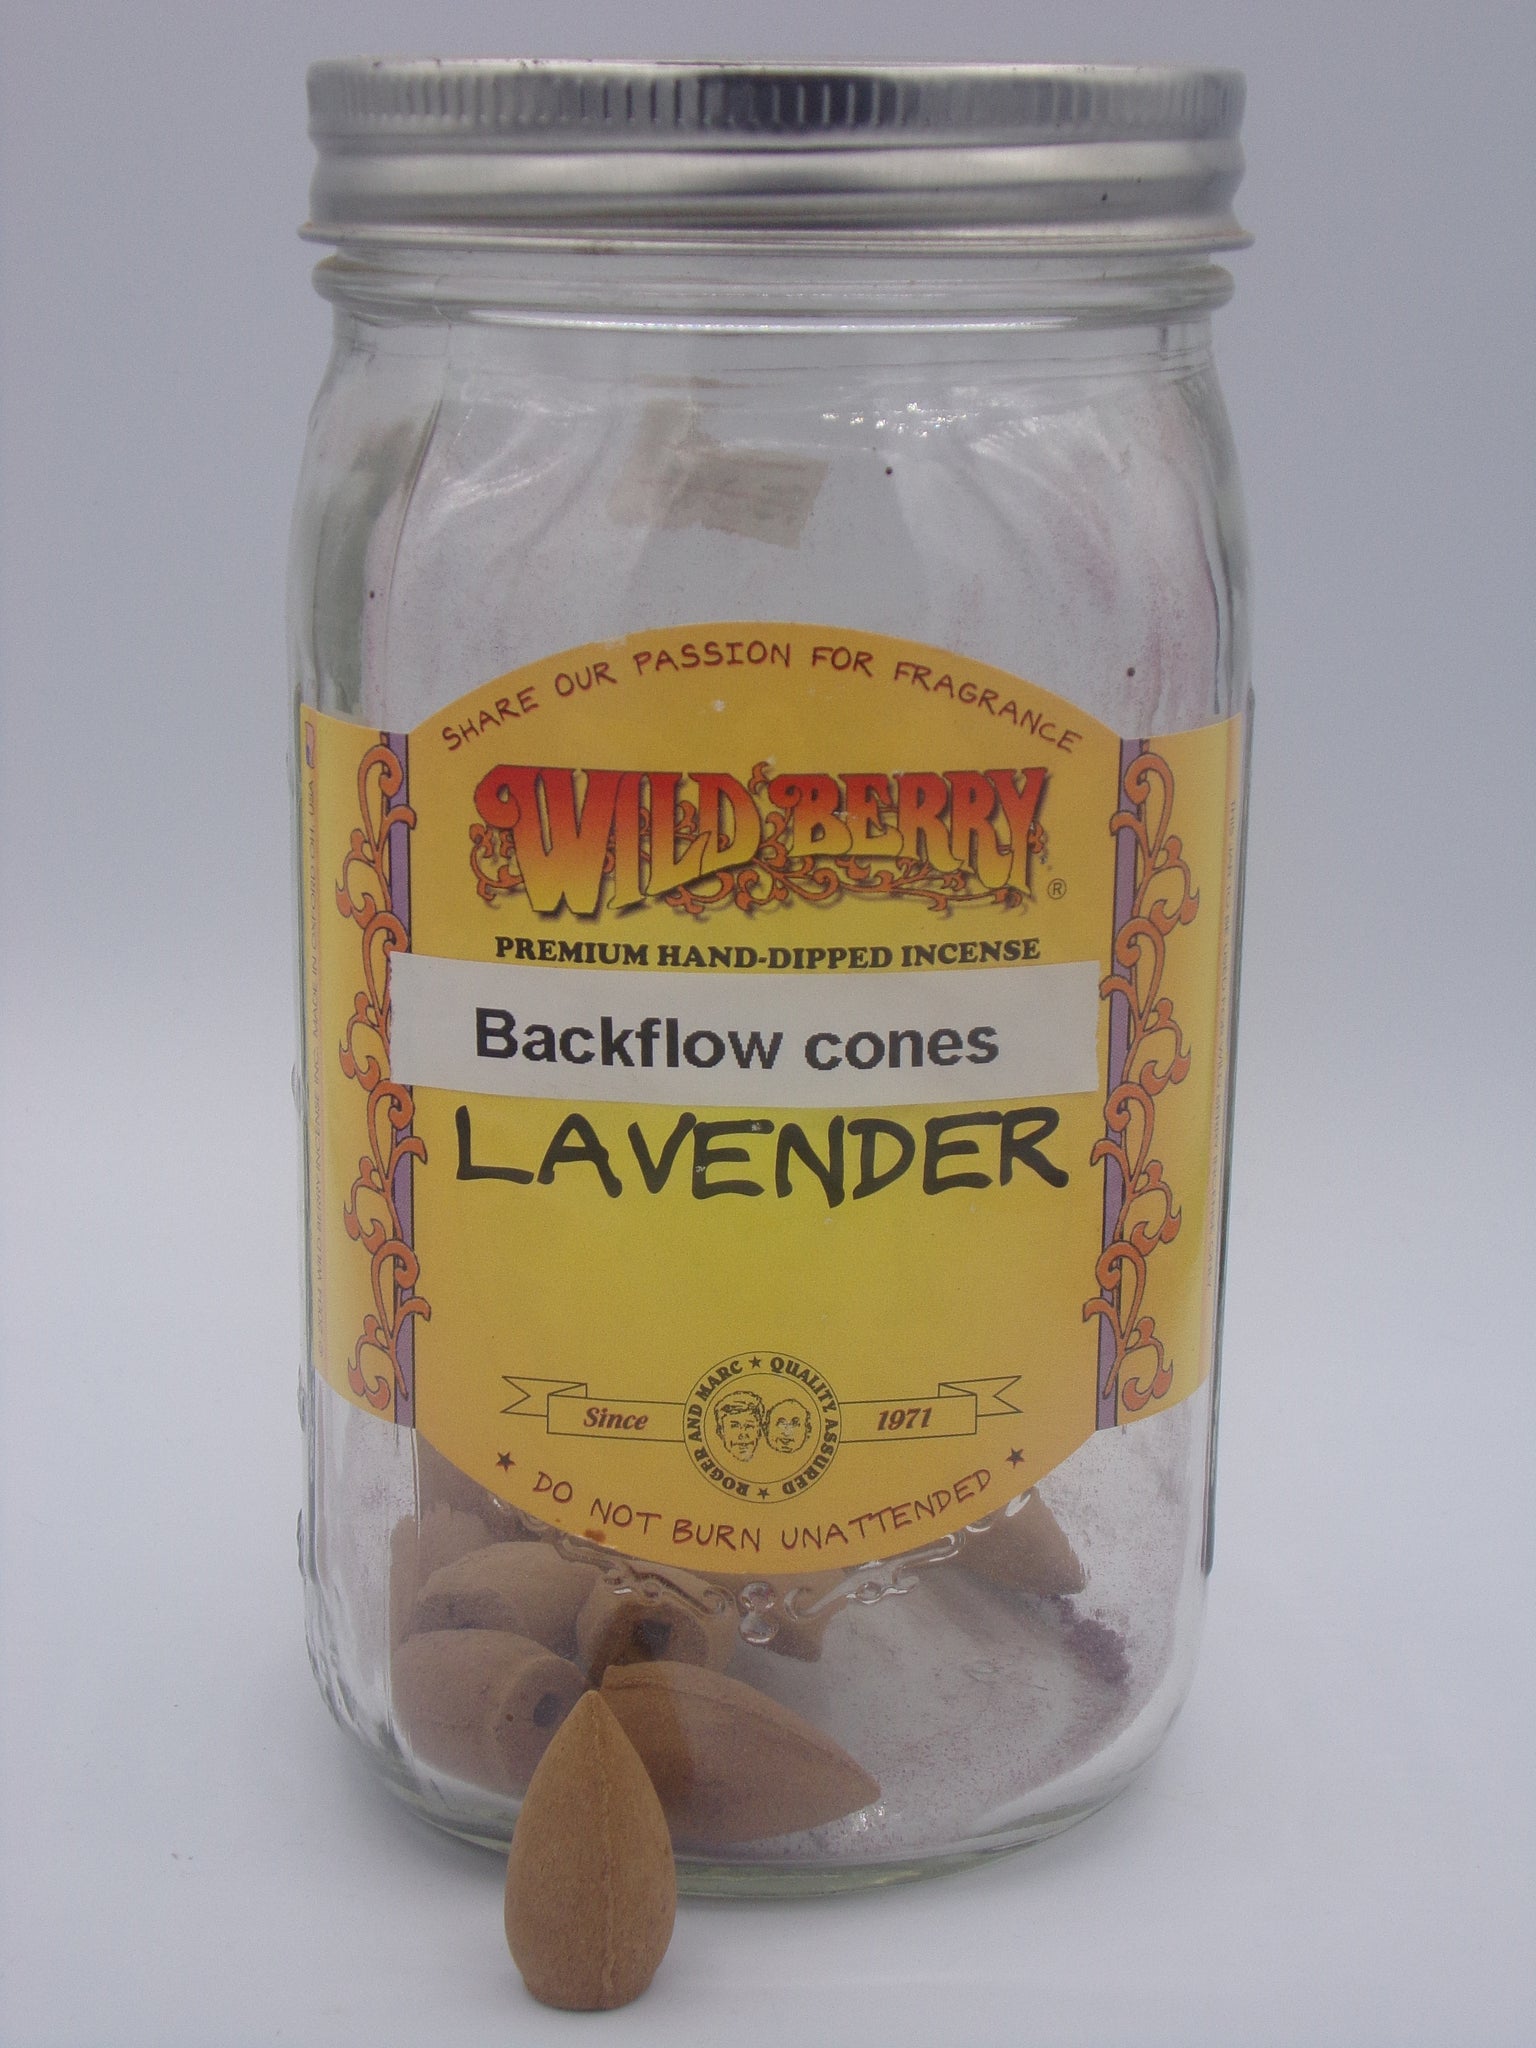 SHARE OUR PASSION FOR FRAGRANCE
WILD BERRY ®
PREMIUM HAND-DIPPED INCENSE
Backflow cones
LAVENDER
ROGER AND MARC ★ QUALITY ASSURED ★
Since 1971
★ DO NOT BURN UNATTENDED ★